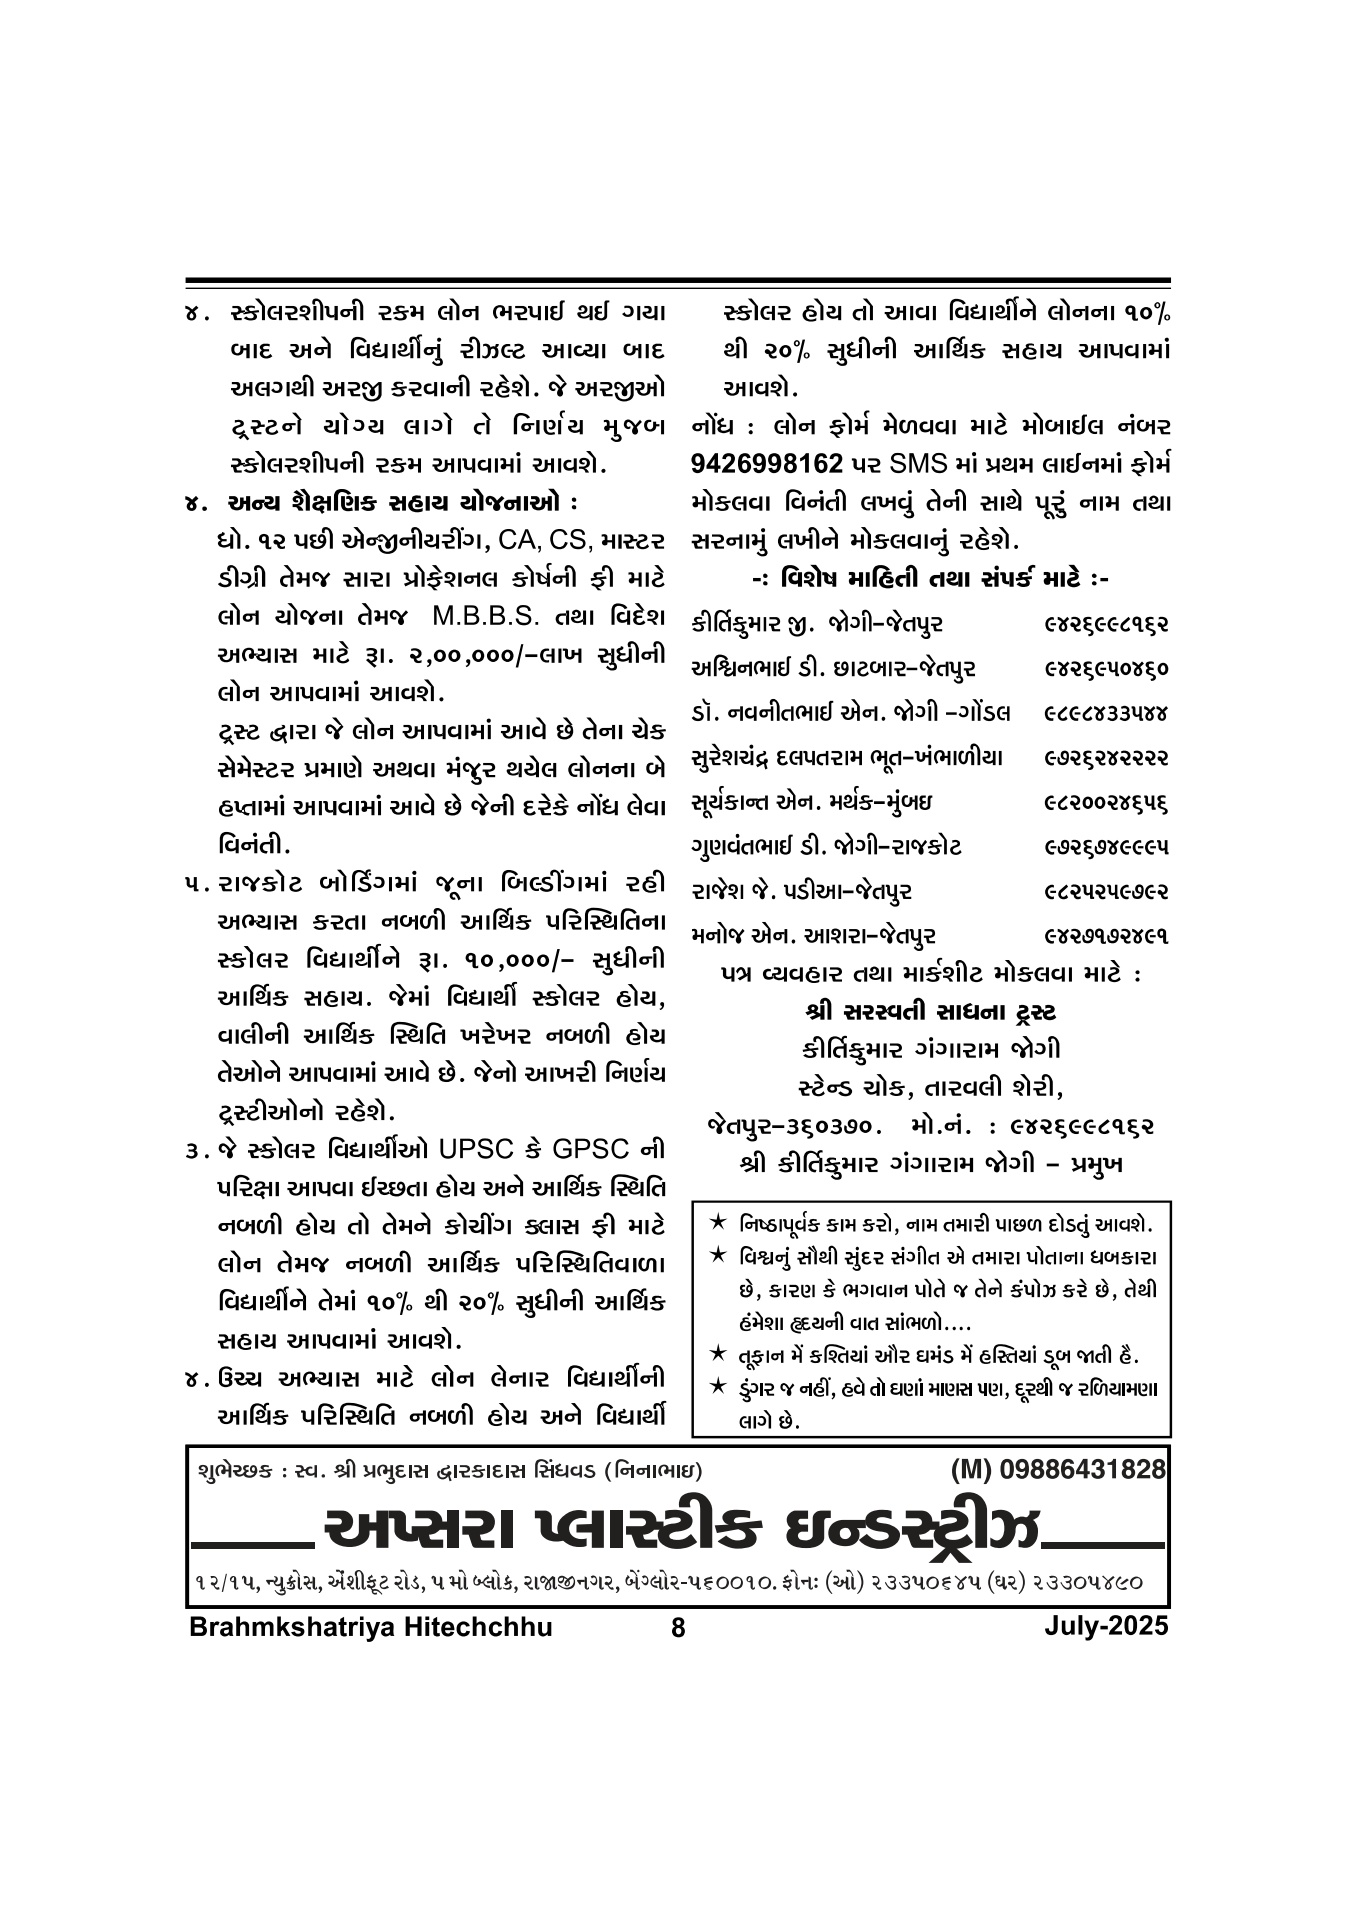 ૪. સ્કોલરશીપની રકમ લોન ભરપાઈ થઈ ગયા
બાદ અને વિદ્યાર્થીનું રીઝલ્ટ આવ્યા બાદ
અલગથી અરજી કરવાની રહેશે. જે અરજીઓ
ટ્રસ્ટને યોગ્ય લાગે તે નિર્ણય મુજબ
સ્કોલરશીપની રકમ આપવામાં આવશે.
૪. અન્ય શૈક્ષણિક સહાય યોજનાઓ :
ધો. ૧૨ પછી એન્જીનીયરીંગ, CA, CS, માસ્ટર
ડીગ્રી તેમજ સારા પ્રોફેશનલ કોર્ષની ફી માટે
લોન યોજના તેમજ M.B.B.S. તથા વિદેશ
અભ્યાસ માટે રૂા. ૨,૦૦,૦૦૦/-લાખ સુધીની
લોન આપવામાં આવશે.
ટ્રસ્ટ દ્વારા જે લોન આપવામાં આવે છે તેના ચેક
સેમેસ્ટર પ્રમાણે અથવા મંજુર થયેલ લોનના બે
હપ્તામાં આપવામાં આવે છે જેની દરેકે નોંધ લેવા
વિનંતી.
૫. રાજકોટ બોર્ડિંગમાં જૂના બિલ્ડીંગમાં રહી
અભ્યાસ કરતા નબળી આર્થિક પરિસ્થિતિના
સ્કોલર વિદ્યાર્થીને રૂા. ૧૦,૦૦૦/- સુધીની
આર્થિક સહાય. જેમાં વિદ્યાર્થી સ્કોલર હોય,
વાલીની આર્થિક સ્થિતિ ખરેખર નબળી હોય
તેઓને આપવામાં આવે છે. જેનો આખરી નિર્ણય
ટ્રસ્ટીઓનો રહેશે.
૩. જે સ્કોલર વિદ્યાર્થીઓ UPSC કે GPSC ની
પરિક્ષા આપવા ઈચ્છતા હોય અને આર્થિક સ્થિતિ
નબળી હોય તો તેમને કોચીંગ ક્લાસ ફી માટે
લોન તેમજ નબળી આર્થિક પરિસ્થિતિવાળા
વિદ્યાર્થીને તેમાં ૧૦% થી ૨૦% સુધીની આર્થિક
સહાય આપવામાં આવશે.
૪. ઉચ્ચ અભ્યાસ માટે લોન લેનાર વિદ્યાર્થીની
આર્થિક પરિસ્થિતિ નબળી હોય અને વિદ્યાર્થી
સ્કોલર હોય તો આવા વિદ્યાર્થીને લોનના ૧૦%
થી ૨૦% સુધીની આર્થિક સહાય આપવામાં
આવશે.
નોંધ : લોન ફોર્મ મેળવવા માટે મોબાઈલ નંબર
9426998162 પર SMS માં પ્રથમ લાઈનમાં ફોર્મ
મોકલવા વિનંતી લખવું તેની સાથે પૂરું નામ તથા
સરનામું લખીને મોકલવાનું રહેશે.
-: વિશેષ માહિતી તથા સંપર્ક માટે :-
કીર્તિકુમાર જી. જોગી-જેતપુર ૯૪૨૬૯૯૮૧૬૨
અશ્વિનભાઈ ડી. છાટબાર-જેતપુર ૯૪૨૬૯૫૦૪૬૦
ડૉ. નવનીતભાઈ એન. જોગી -ગોંડલ ૯૮૯૮૪૩૩૫૪૪
સુરેશચંદ્ર દલપતરામ ભૂત-ખંભાળીયા ૯૭૨૬૨૪૨૨૨૨
સૂર્યકાન્ત એન. મર્થક-મુંબઇ ૯૮૨૦૦૨૪૬૫૬
ગુણવંતભાઈ ડી. જોગી-રાજકોટ ૯૭૨૬૭૪૯૯૯૫
રાજેશ જે. પડીઆ-જેતપુર ૯૮૨૫૨૫૯૭૯૨
મનોજ એન. આશરા-જેતપુર ૯૪૨૭૧૭૨૪૯૧
પત્ર વ્યવહાર તથા માર્કશીટ મોકલવા માટે :
શ્રી સરસ્વતી સાધના ટ્રસ્ટ
કીર્તિકુમાર ગંગારામ જોગી
સ્ટેન્ડ ચોક, તારવલી શેરી,
જેતપુર-૩૬૦૩૭૦. મો.નં. : ૯૪૨૬૯૯૮૧૬૨
શ્રી કીર્તિકુમાર ગંગારામ જોગી - પ્રમુખ
★ નિષ્ઠાપૂર્વક કામ કરો, નામ તમારી પાછળ દોડતું આવશે.
★ વિશ્વનું સૌથી સુંદર સંગીત એ તમારા પોતાના ધબકારા
છે, કારણ કે ભગવાન પોતે જ તેને કંપોઝ કરે છે, તેથી
હંમેશા હૃદયની વાત સાંભળો....
★ તૂફાન મેં કશ્તિયાં ઔર ઘમંડ મેં હસ્તિયાં ડૂબ જાતી હૈ.
★ ડુંગર જ નહીં, હવે તો ઘણાં માણસ પણ, દૂરથી જ રળિયામણા
લાગે છે.
શુભેચ્છક : સ્વ. શ્રી પ્રભુદાસ દ્વારકાદાસ સિંધવડ (નિનાભાઇ) (M) 09886431828
અપ્સરા પ્લાસ્ટીક ઇન્ડસ્ટ્રીઝ
૧૨/૧૫, ન્યુક્રોસ, એંશીફૂટ રોડ, ૫ મો બ્લોક, રાજાજીનગર, બેંગ્લોર-૫૬૦૦૧૦. ફોનઃ (ઓ) ૨૩૩૫૦૬૪૫ (ઘર) ૨૩૩૦૫૪૯૦
Brahmkshatriya Hitechchhu 8 July-2025